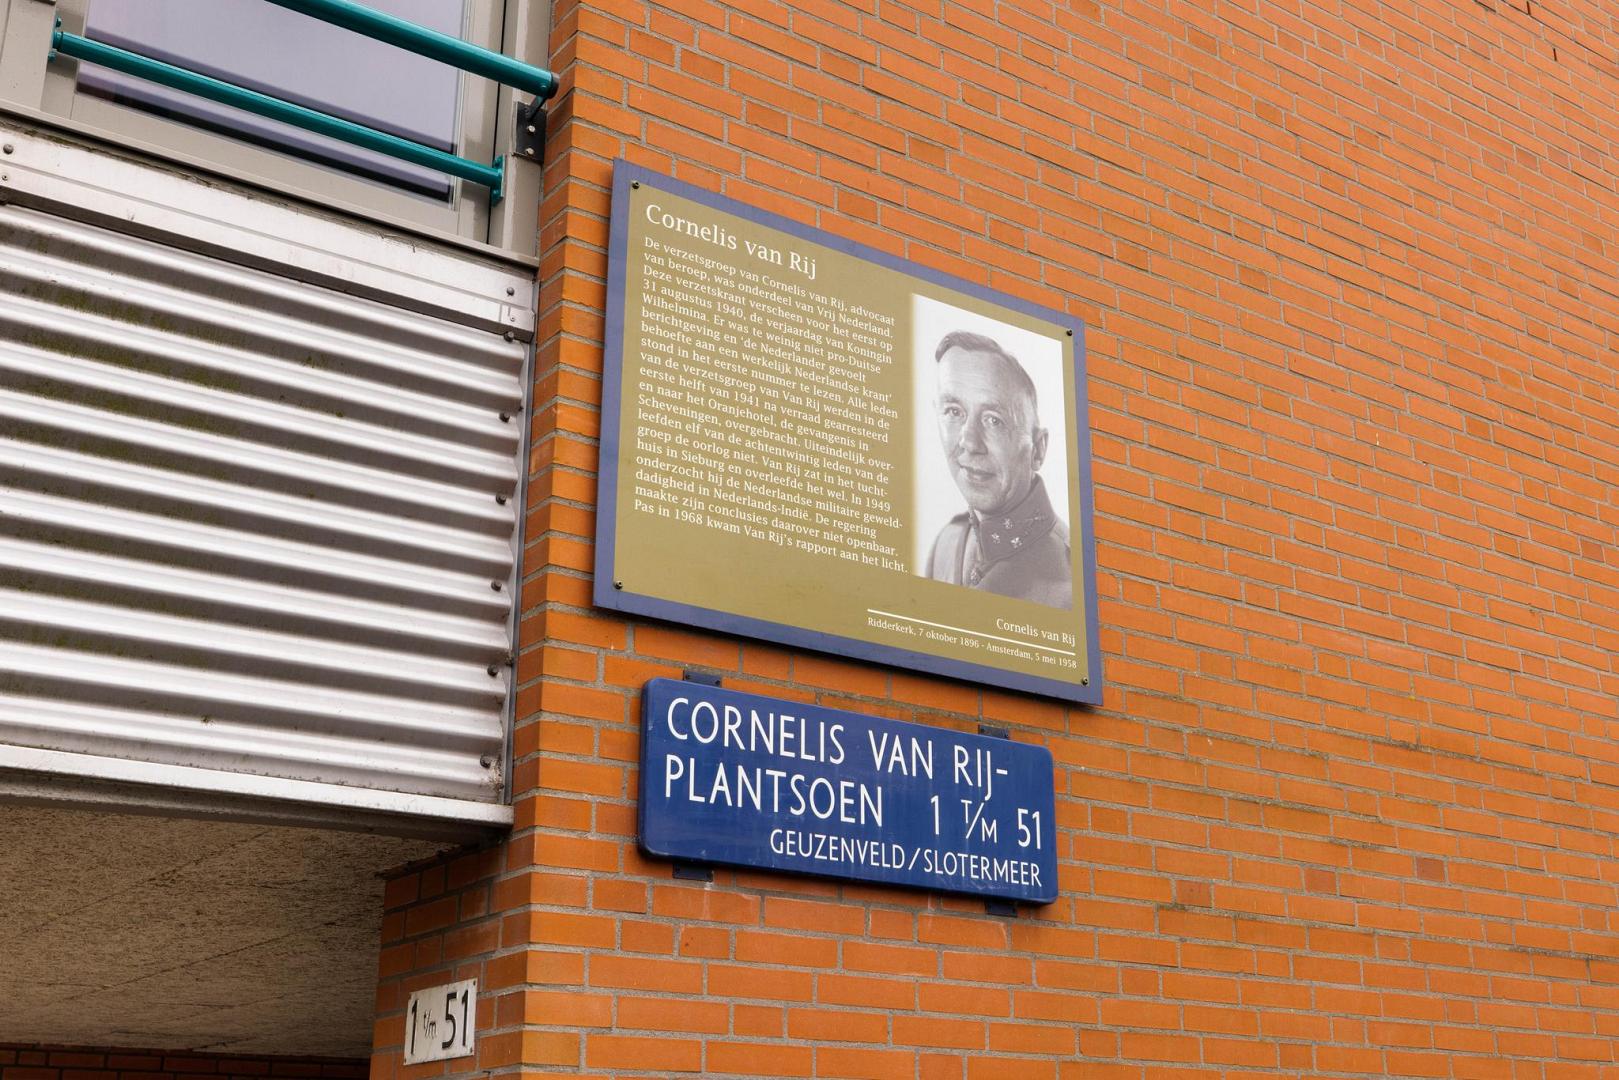 Cornelis van Rij
De verzetsgroep van Cornelis van Rij, advocaat
van beroep, was onderdeel van Vrij Nederland.
Deze verzetskrant verscheen voor het eerst op
31 augustus 1940, de verjaardag van Koningin
Wilhelmina. Er was te weinig niet pro-Duitse
berichtgeving en ‘de Nederlander gevoelt
behoefte aan een werkelijk Nederlandse krant’
stond in het eerste nummer te lezen. Alle leden
van de verzetsgroep van Van Rij werden in de
eerste helft van 1941 na verraad gearresteerd
en naar het Oranjehotel, de gevangenis in
Scheveningen, overgebracht. Uiteindelijk over-
leefden elf van de achtentwintig leden van de
groep de oorlog niet. Van Rij zat in het tucht-
huis in Sieburg en overleefde het wel. In 1949
onderzocht hij de Nederlandse militaire geweld-
dadigheid in Nederlands-Indië. De regering
maakte zijn conclusies daarover niet openbaar.
Pas in 1968 kwam Van Rij's rapport aan het licht.
Cornelis van Rij
Ridderkerk, 7 oktober 1896 - Amsterdam, 5 mei 1958
CORNELIS VAN RIJ-
PLANTSOEN 1 T/M 51
GEUZENVELD/SLOTERMEER
1 t/m 51